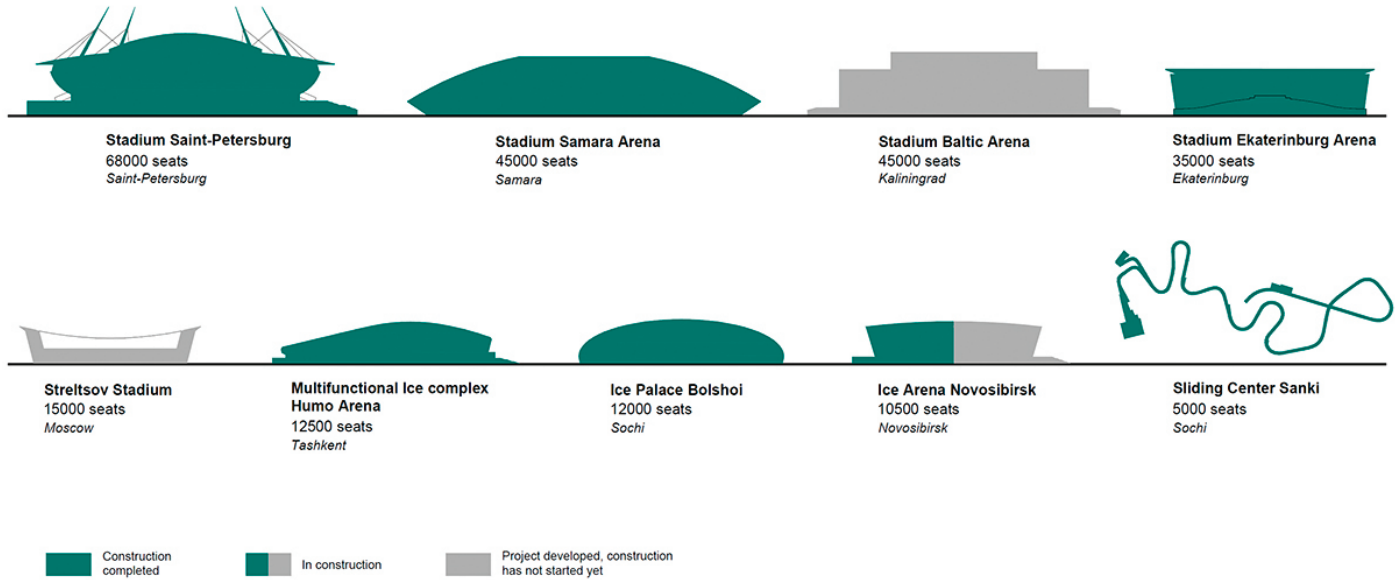 Stadium Saint-Petersburg
68000 seats
Saint-Petersburg
Stadium Samara Arena
45000 seats
Samara
Stadium Baltic Arena
45000 seats
Kaliningrad
Stadium Ekaterinburg Arena
35000 seats
Ekaterinburg
Streltsov Stadium
15000 seats
Moscow
Multifunctional Ice complex
Humo Arena
12500 seats
Tashkent
Ice Palace Bolshoi
12000 seats
Sochi
Ice Arena Novosibirsk
10500 seats
Novosibirsk
Sliding Center Sanki
5000 seats
Sochi
Construction
completed
In construction
Project developed, construction
has not started yet